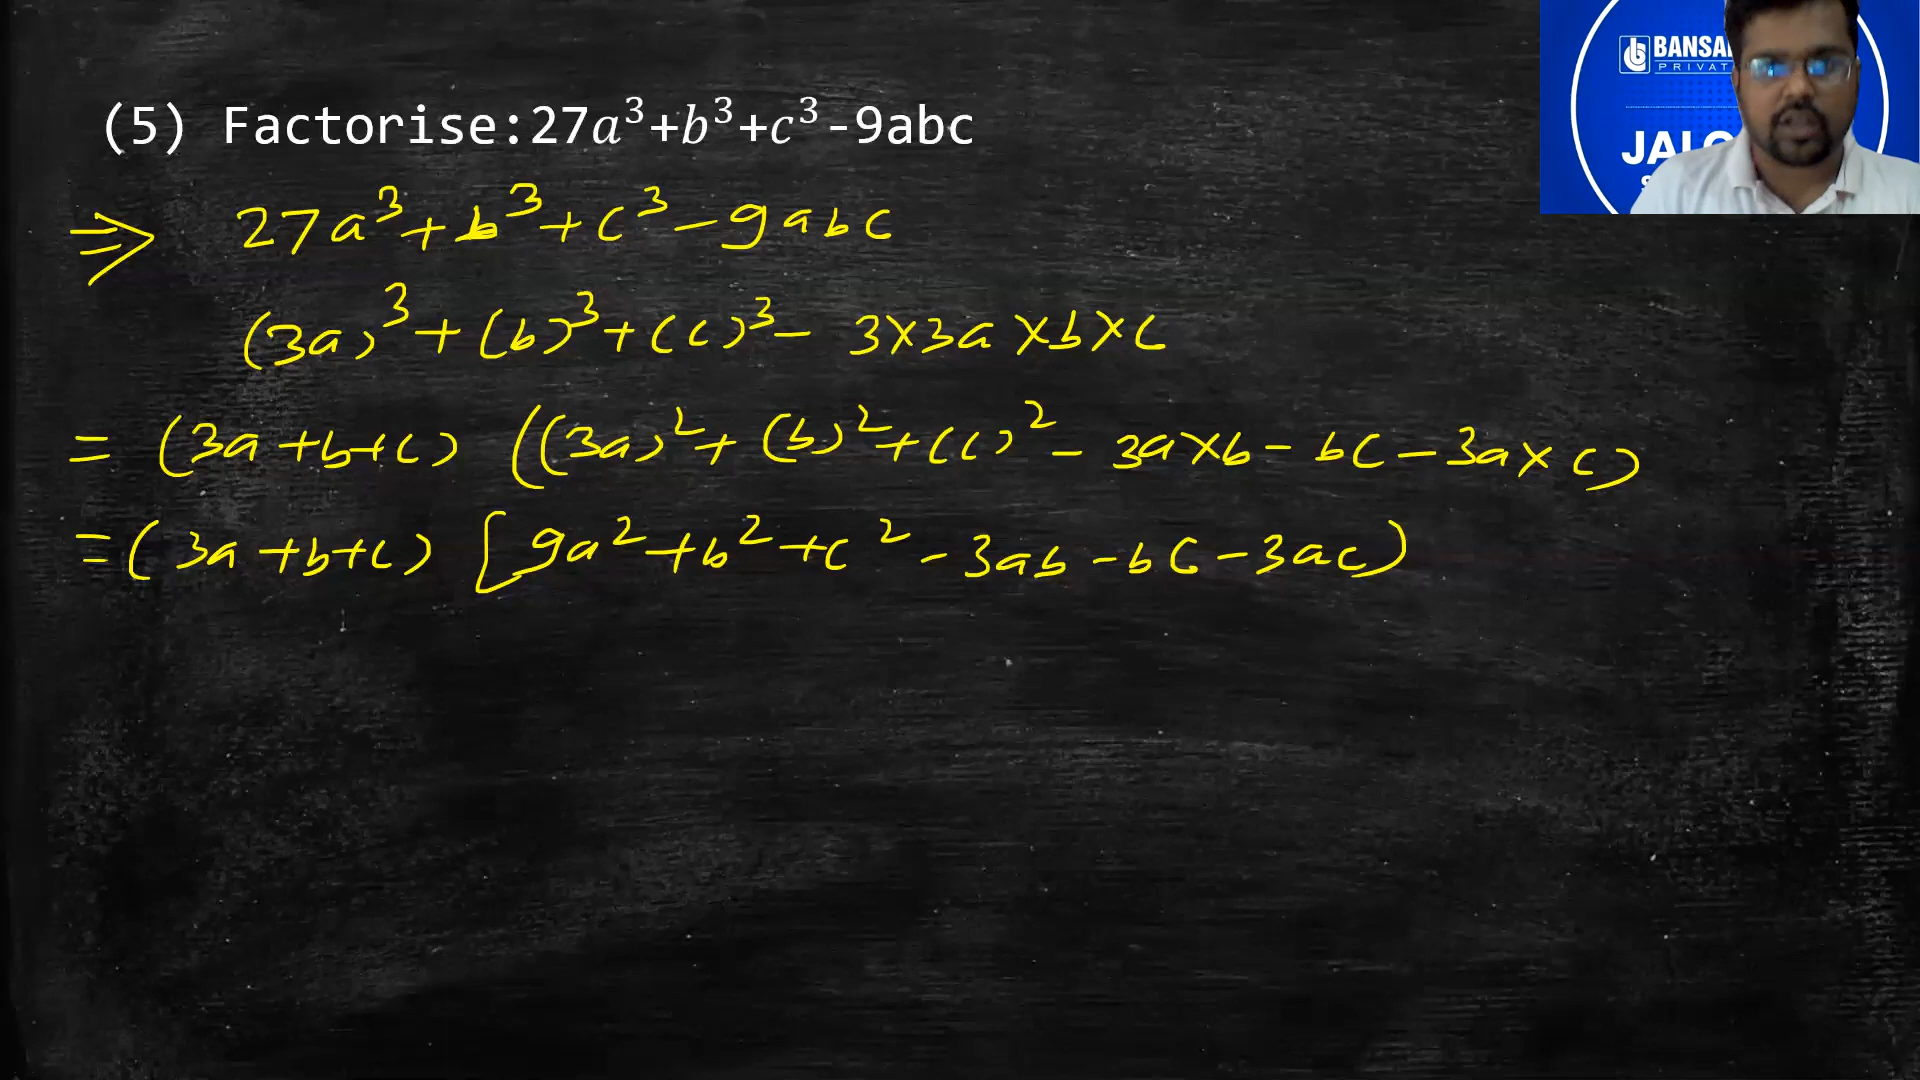 BANSAL
PRIVAT
JALG
(5) Factorise:27a³+b³+c³-9abc
⇒ 27a³+b³+c³-9abc
(3a)³+(b)³+(c)³- 3×3a×b×c
= (3a+b+c) ((3a)²+(b)²+(c)²-3a×b-bc-3a×c)
=(3a+b+c) [9a²+b²+c²-3ab-bc-3ac)